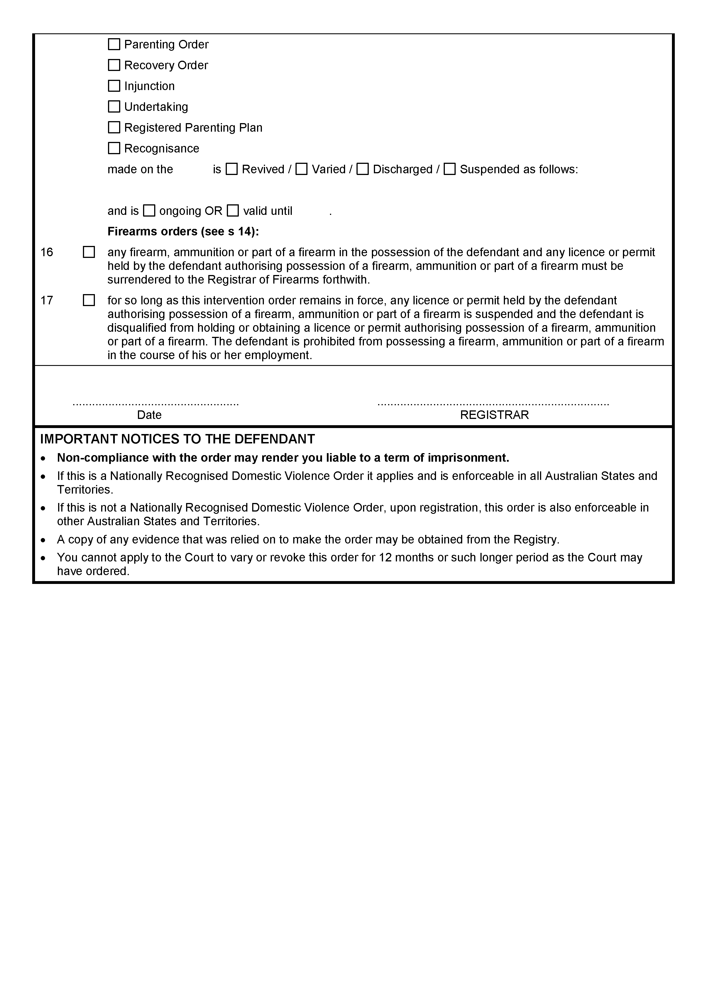 ☐ Parenting Order
☐ Recovery Order
☐ Injunction
☐ Undertaking
☐ Registered Parenting Plan
☐ Recognisance
made on the is ☐ Revived / ☐ Varied / ☐ Discharged / ☐ Suspended as follows:
and is ☐ ongoing OR ☐ valid until .
Firearms orders (see s 14):
16 ☐ any firearm, ammunition or part of a firearm in the possession of the defendant and any licence or permit
held by the defendant authorising possession of a firearm, ammunition or part of a firearm must be
surrendered to the Registrar of Firearms forthwith.
17 ☐ for so long as this intervention order remains in force, any licence or permit held by the defendant
authorising possession of a firearm, ammunition or part of a firearm is suspended and the defendant is
disqualified from holding or obtaining a licence or permit authorising possession of a firearm, ammunition
or part of a firearm. The defendant is prohibited from possessing a firearm, ammunition or part of a firearm
in the course of his or her employment.
................................................... .......................................................................
Date REGISTRAR
IMPORTANT NOTICES TO THE DEFENDANT
• Non-compliance with the order may render you liable to a term of imprisonment.
• If this is a Nationally Recognised Domestic Violence Order it applies and is enforceable in all Australian States and
Territories.
• If this is not a Nationally Recognised Domestic Violence Order, upon registration, this order is also enforceable in
other Australian States and Territories.
• A copy of any evidence that was relied on to make the order may be obtained from the Registry.
• You cannot apply to the Court to vary or revoke this order for 12 months or such longer period as the Court may
have ordered.